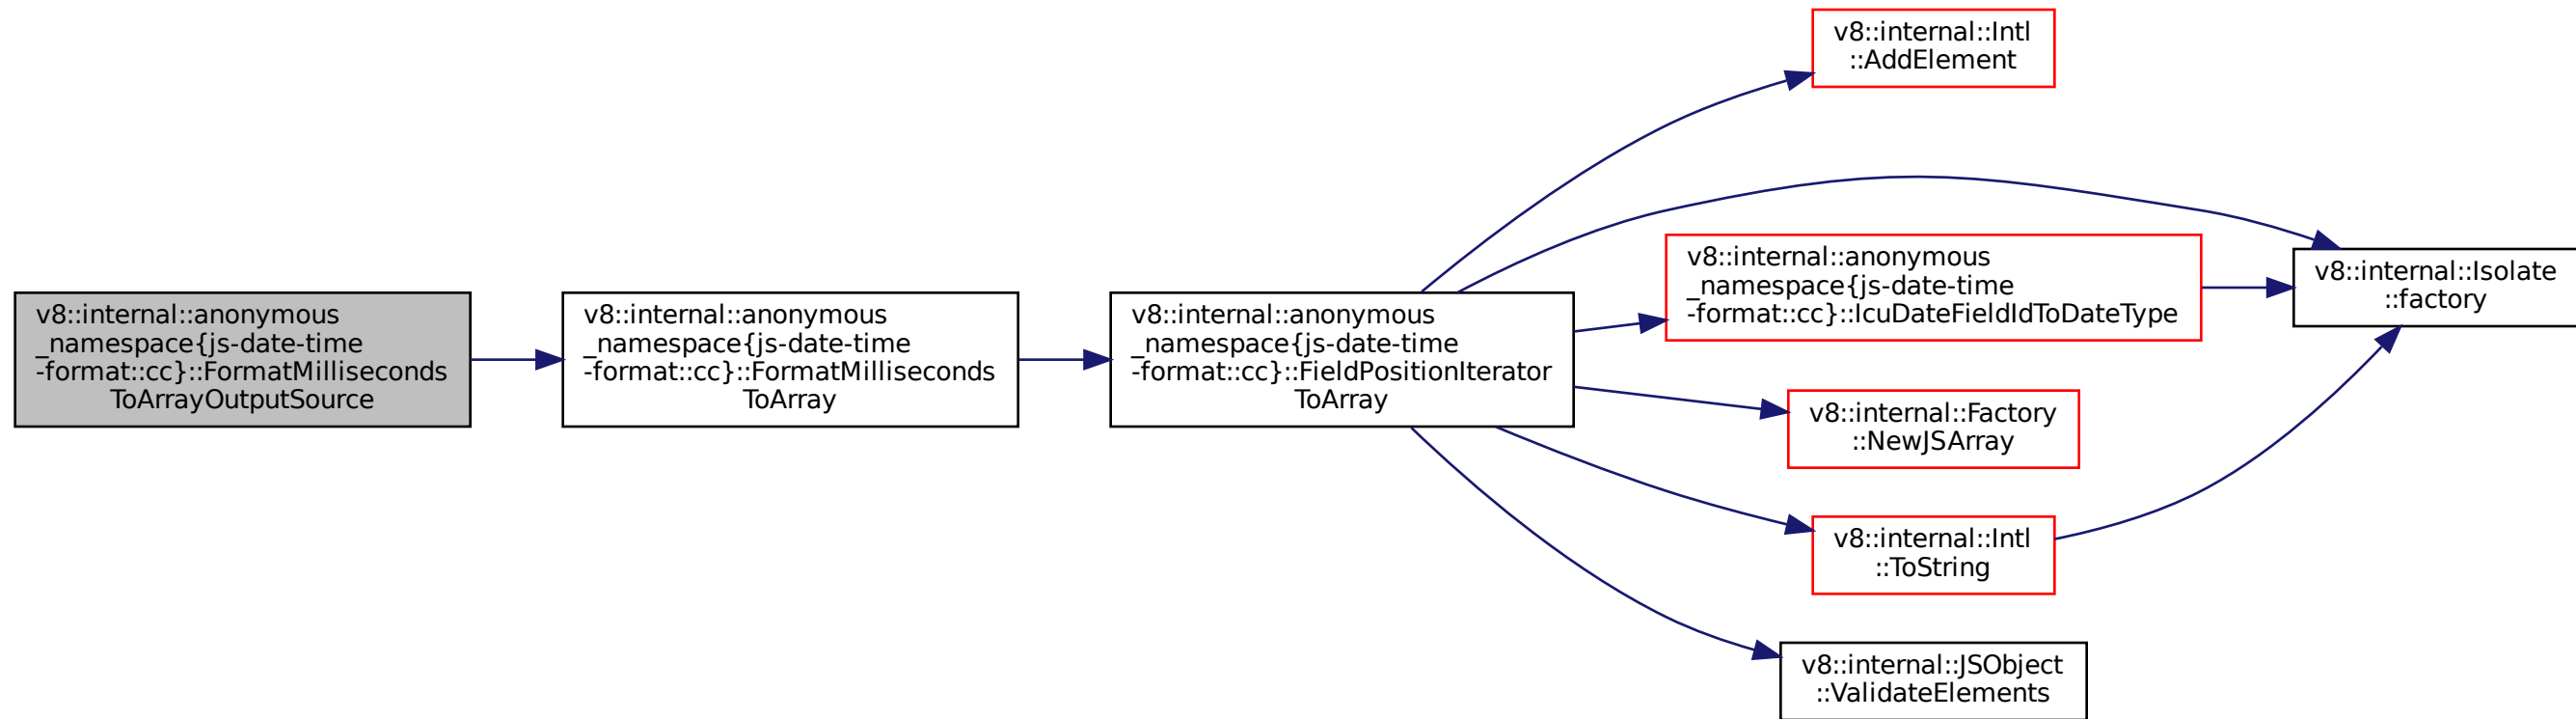 v8::internal::anonymous
_namespace{js-date-time
-format::cc}::FormatMilliseconds
ToArrayOutputSource
v8::internal::anonymous
_namespace{js-date-time
-format::cc}::FormatMilliseconds
ToArray
v8::internal::anonymous
_namespace{js-date-time
-format::cc}::FieldPositionIterator
ToArray
v8::internal::Intl
::AddElement
v8::internal::anonymous
_namespace{js-date-time
-format::cc}::IcuDateFieldIdToDateType
v8::internal::Isolate
::factory
v8::internal::Factory
::NewJSArray
v8::internal::Intl
::ToString
v8::internal::JSObject
::ValidateElements